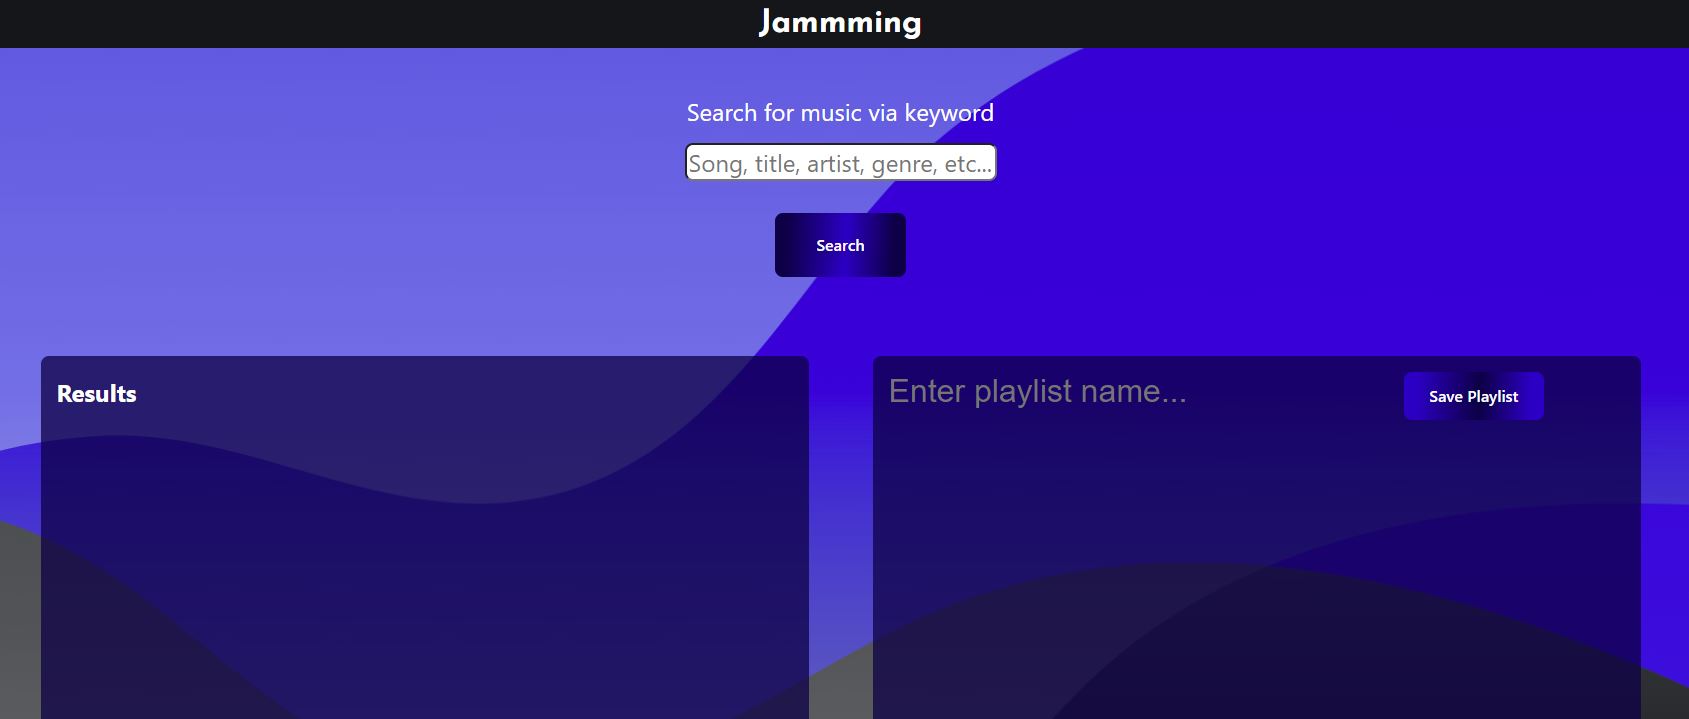 Jammming
Search for music via keyword
Song, title, artist, genre, etc...
Search
Results
Enter playlist name...
Save Playlist